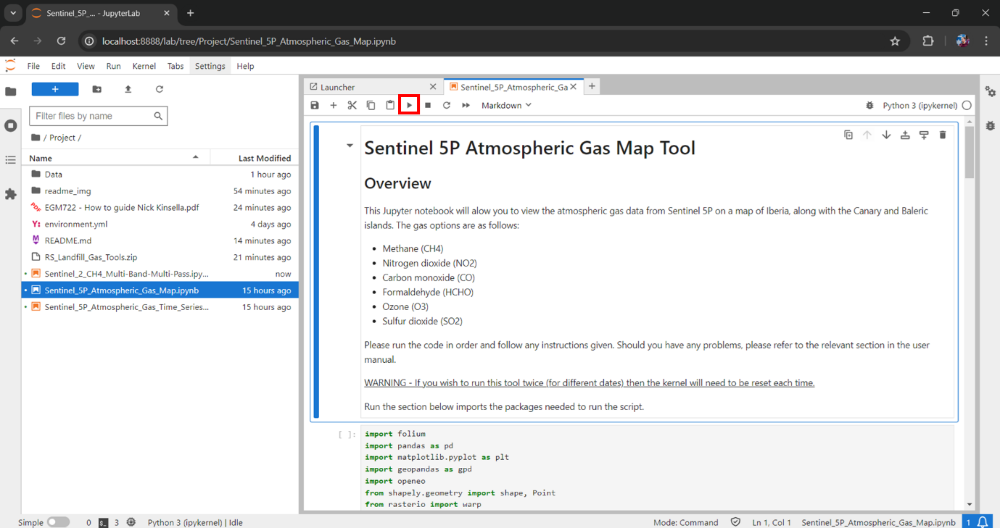 Sentinel_5P_... - JupyterLab
localhost:8888/lab/tree/Project/Sentinel_5P_Atmospheric_Gas_Map.ipynb
File Edit View Run Kernel Tabs Settings Help
Filter files by name
/ Project /
Name Last Modified
Data 1 hour ago
readme_img 54 minutes ago
EGM722 - How to guide Nick Kinsella.pdf 24 minutes ago
Y: environment.yml 4 days ago
M README.md 14 minutes ago
RS_Landfill_Gas_Tools.zip 21 minutes ago
Sentinel_2_CH4_Multi-Band-Multi-Pass.ipy... now
Sentinel_5P_Atmospheric_Gas_Map.ipynb 15 hours ago
Sentinel_5P_Atmospheric_Gas_Time_Series... 15 hours ago
Launcher Sentinel_5P_Atmospheric_Ga
Markdown Python 3 (ipykernel)
Sentinel 5P Atmospheric Gas Map Tool
Overview
This Jupyter notebook will alow you to view the atmospheric gas data from Sentinel 5P on a map of Iberia, along with the Canary and Baleric
islands. The gas options are as follows:
• Methane (CH4)
• Nitrogen dioxide (NO2)
• Carbon monoxide (CO)
• Formaldehyde (HCHO)
• Ozone (O3)
• Sulfur dioxide (SO2)
Please run the code in order and follow any instructions given. Should you have any problems, please refer to the relevant section in the user
manual.
WARNING - If you wish to run this tool twice (for different dates) then the kernel will need to be reset each time.
Run the section below imports the packages needed to run the script.
[ ]: import folium
import pandas as pd
import matplotlib.pyplot as plt
import geopandas as gpd
import openeo
from shapely.geometry import shape, Point
from rasterio import warp
Simple 0 $_ 3 Python 3 (ipykernel) | Idle Mode: Command Ln 1, Col 1 Sentinel_5P_Atmospheric_Gas_Map.ipynb 1